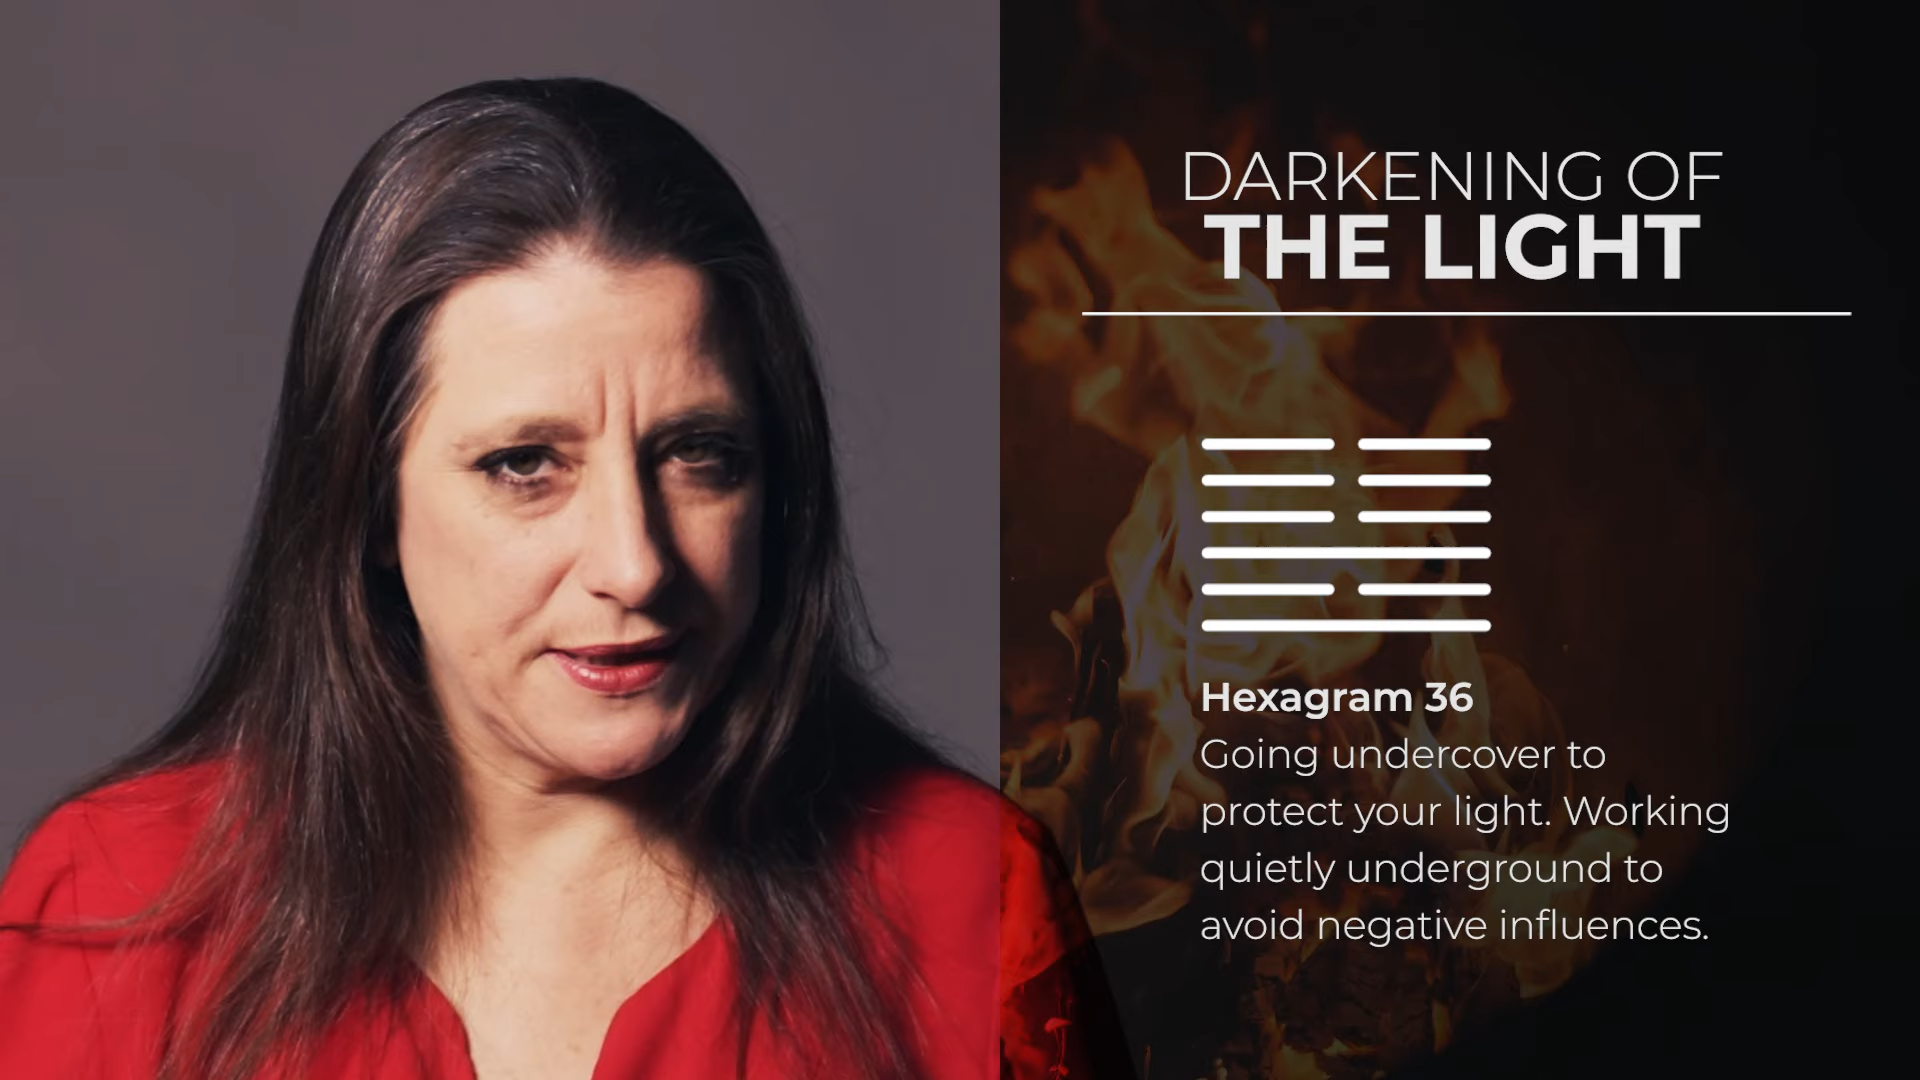 DARKENING OF
THE LIGHT
Hexagram 36
Going undercover to
protect your light. Working
quietly underground to
avoid negative influences.